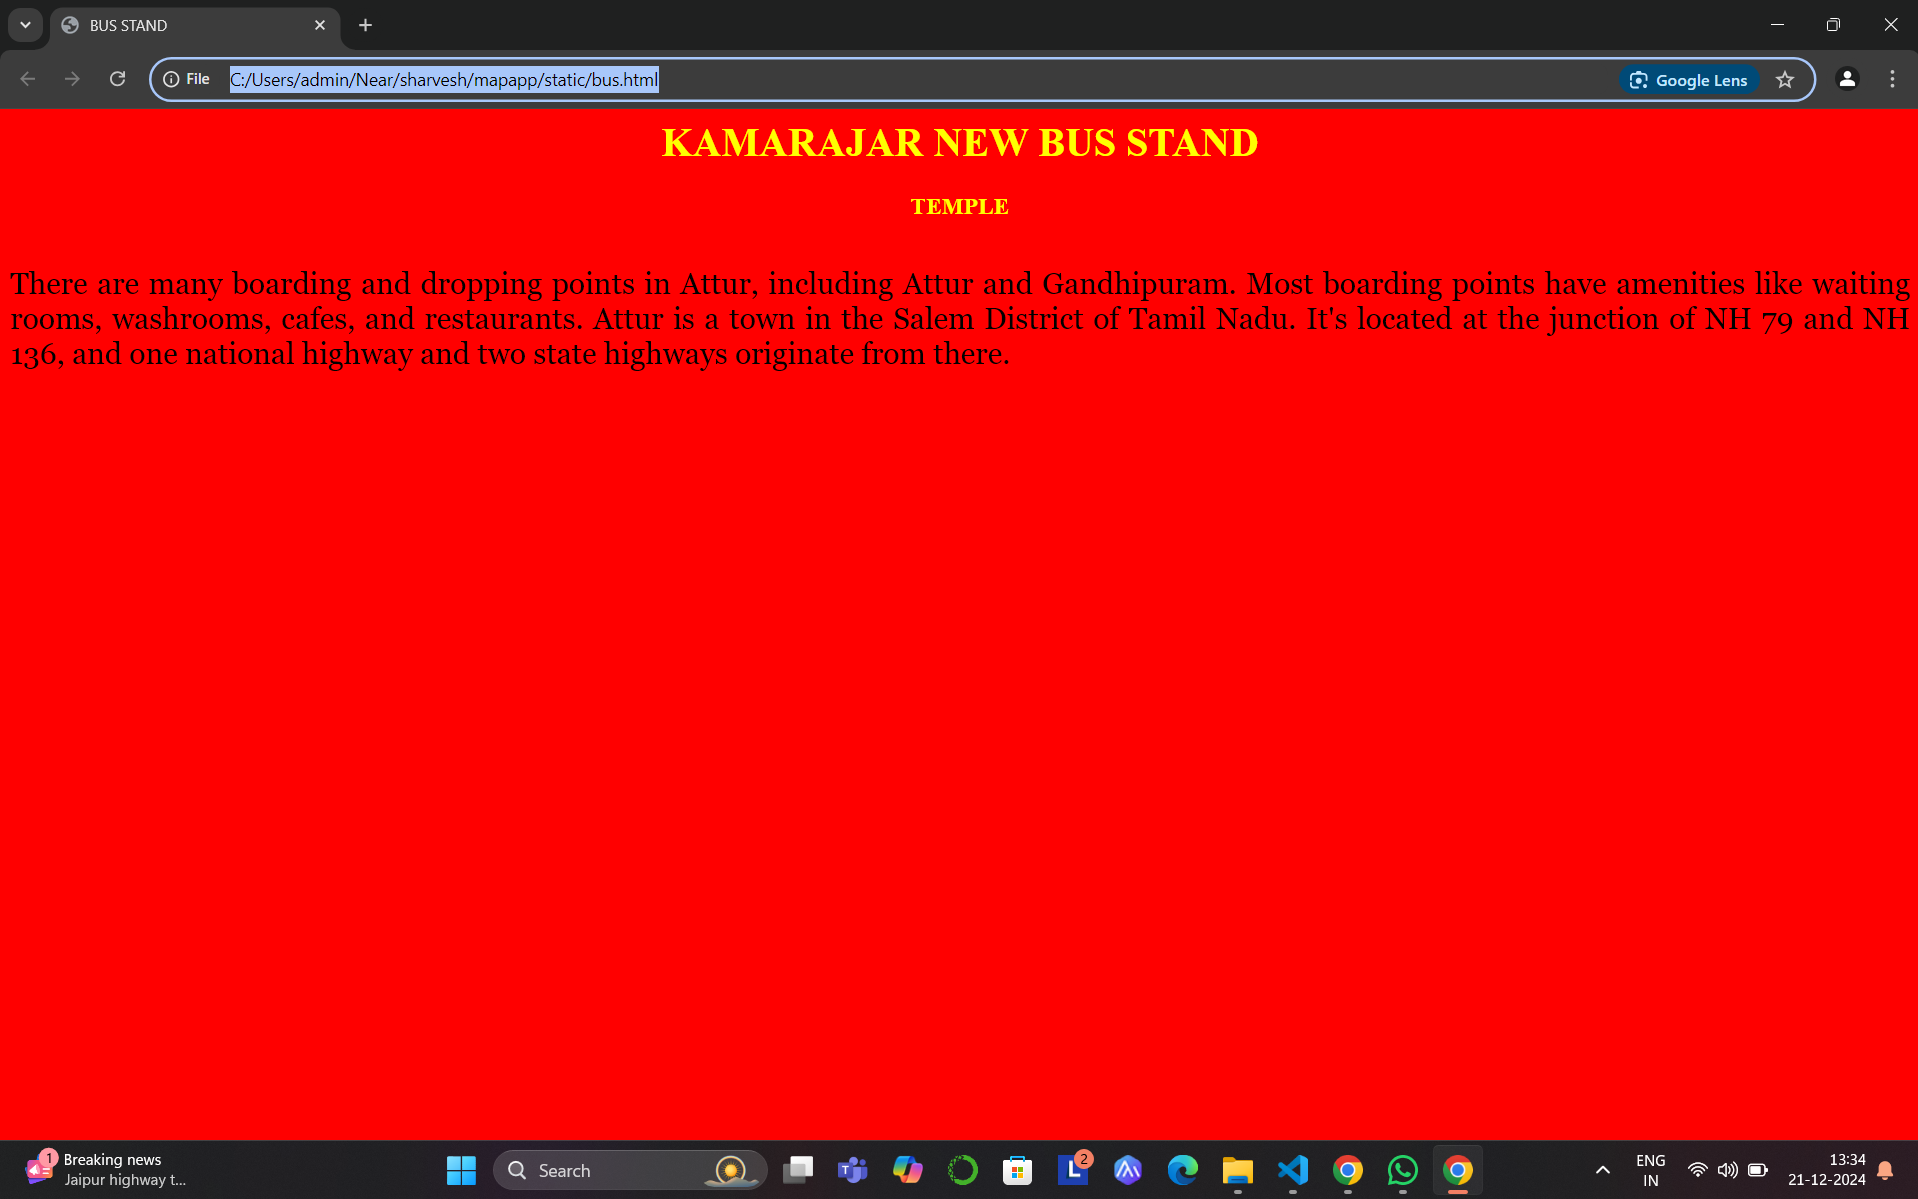 BUS STAND
File
C:/Users/admin/Near/sharvesh/mapapp/static/bus.html
Google Lens
KAMARAJAR NEW BUS STAND
TEMPLE
There are many boarding and dropping points in Attur, including Attur and Gandhipuram. Most boarding points have amenities like waiting
rooms, washrooms, cafes, and restaurants. Attur is a town in the Salem District of Tamil Nadu. It's located at the junction of NH 79 and NH
136, and one national highway and two state highways originate from there.
1
Breaking news
Jaipur highway t...
Search
T
L
2
ENG
IN
13:34
21-12-2024